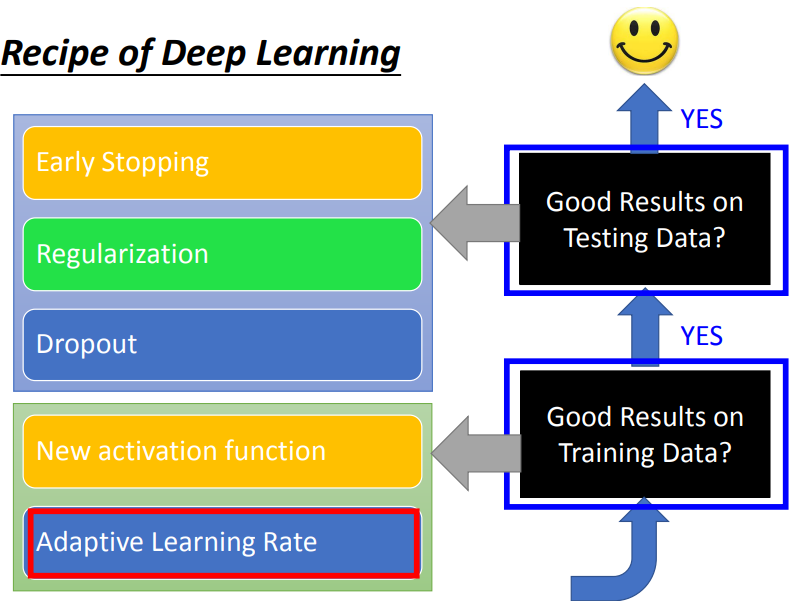 Recipe of Deep Learning
YES
Early Stopping
Good Results on
Testing Data?
Regularization
YES
Dropout
Good Results on
Training Data?
New activation function
Adaptive Learning Rate